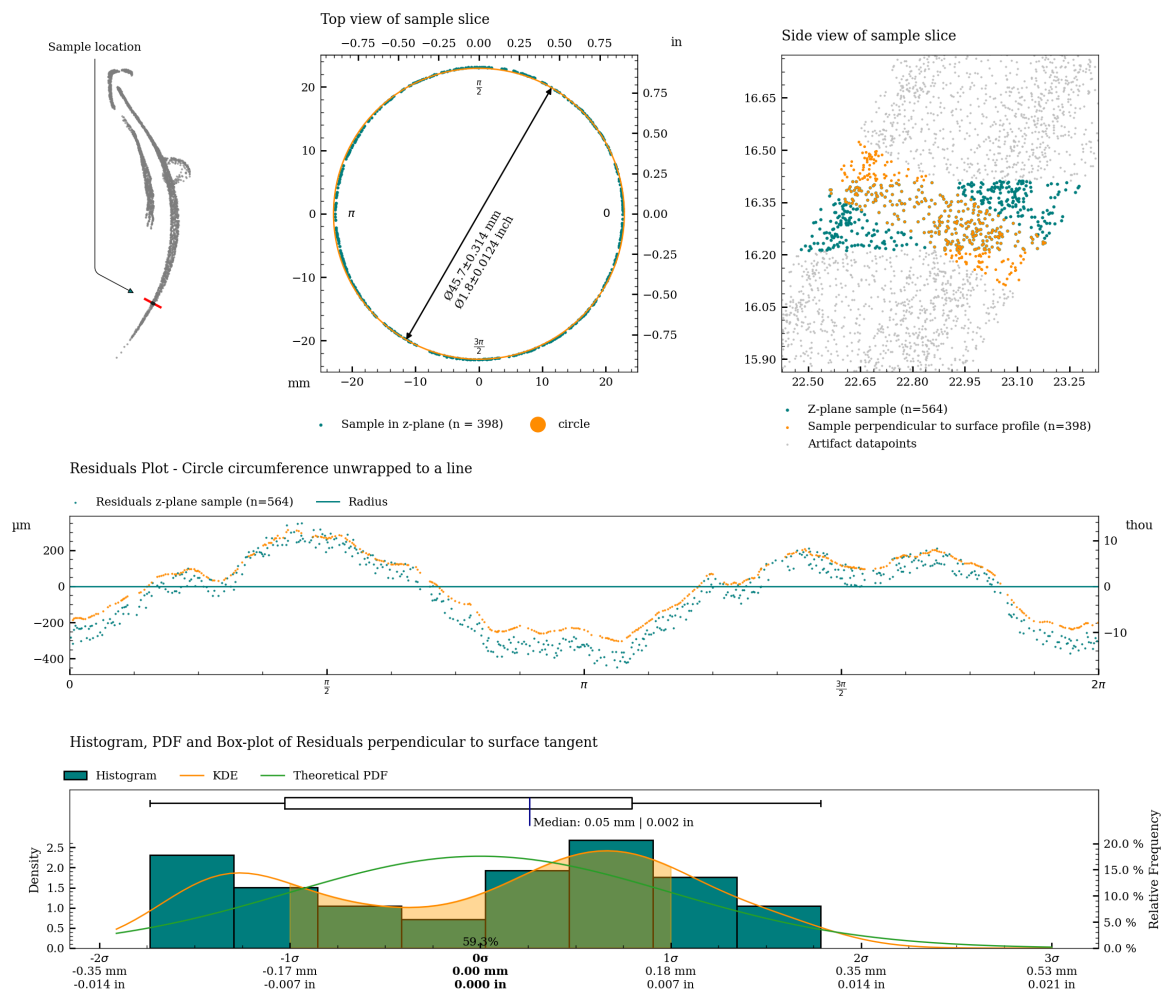 Top view of sample slice
Side view of sample slice
Sample location
−0.75 −0.50 −0.25 0.00 0.25 0.50 0.75 in
20
10
0
−10
−20
mm
π/2
π
0
3π/2
Ø45.7±0.314 mm
Ø1.8±0.0124 inch
0.75
0.50
0.25
0.00
−0.25
−0.50
−0.75
−20 −10 0 10 20
Sample in z-plane (n = 398) circle
16.65
16.50
16.35
16.20
16.05
15.90
22.50 22.65 22.80 22.95 23.10 23.25
Z-plane sample (n=564)
Sample perpendicular to surface profile (n=398)
Artifact datapoints
Residuals Plot - Circle circumference unwrapped to a line
Residuals z-plane sample (n=564) Radius
µm
thou
200
0
−200
−400
10
0
−10
0 π/2 π 3π/2 2π
Histogram, PDF and Box-plot of Residuals perpendicular to surface tangent
Histogram KDE Theoretical PDF
Median: 0.05 mm | 0.002 in
Density
2.5
2.0
1.5
1.0
0.5
0.0
20.0 %
15.0 %
10.0 %
5.0 %
0.0 %
Relative Frequency
59.3%
-2σ -1σ 0σ 1σ 2σ 3σ
-0.35 mm -0.17 mm 0.00 mm 0.18 mm 0.35 mm 0.53 mm
-0.014 in -0.007 in 0.000 in 0.007 in 0.014 in 0.021 in